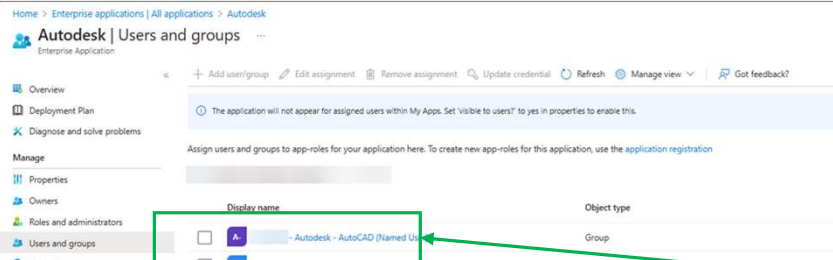 Home > Enterprise applications | All applications > Autodesk
Autodesk | Users and groups
Enterprise Application
Add user/group Edit assignment Remove assignment Update credential Refresh Manage view Got feedback?
Overview
Deployment Plan
Diagnose and solve problems
Manage
Properties
Owners
Roles and administrators
Users and groups
The application will not appear for assigned users within My Apps. Set 'visible to users?' to yes in properties to enable this.
Assign users and groups to app-roles for your application here. To create new app-roles for this application, use the application registration
Display name Object type
A- - Autodesk - AutoCAD (Named Group